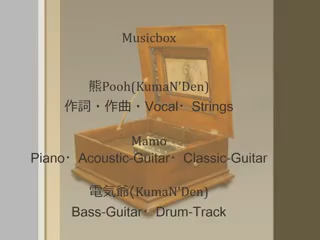 Musicbox
熊Pooh(KumaN'Den)
作詞・作曲・Vocal・Strings
Mamo
Piano・Acoustic-Guitar・Classic-Guitar
電気爺(KumaN'Den)
Bass-Guitar・Drum-Track